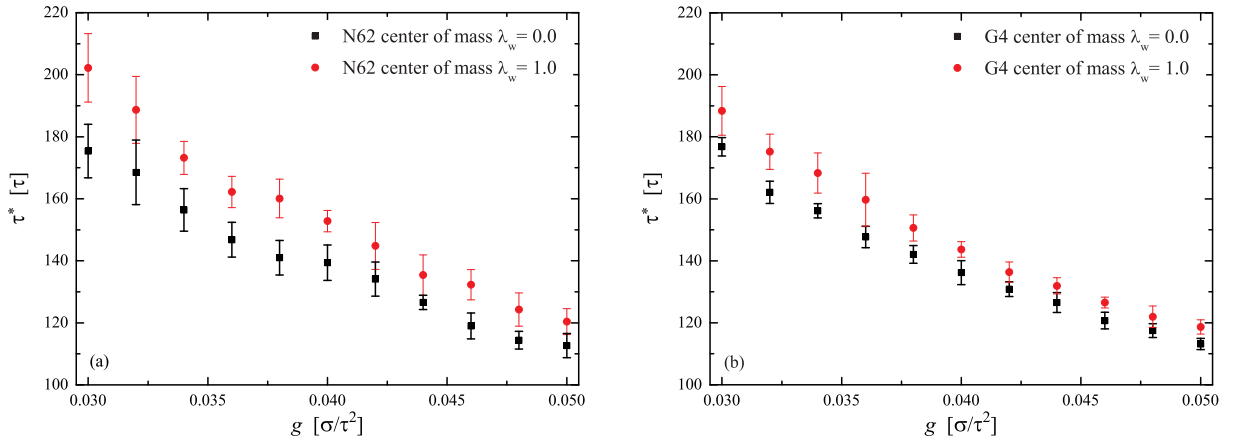 220
200
180
160
140
120
100
τ* [τ]
N62 center of mass λw = 0.0
N62 center of mass λw = 1.0
(a)
0.030 0.035 0.040 0.045 0.050
g [σ/τ²]
220
200
180
160
140
120
100
τ* [τ]
G4 center of mass λw = 0.0
G4 center of mass λw = 1.0
(b)
0.030 0.035 0.040 0.045 0.050
g [σ/τ²]